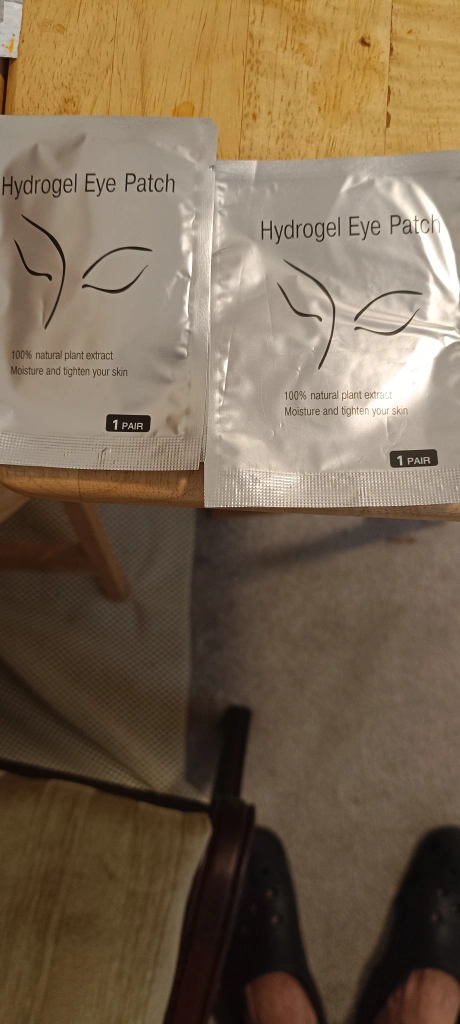 Hydrogel Eye Patch
100% natural plant extract
Moisture and tighten your skin
1 PAIR
Hydrogel Eye Patch
100% natural plant extract
Moisture and tighten your skin
1 PAIR